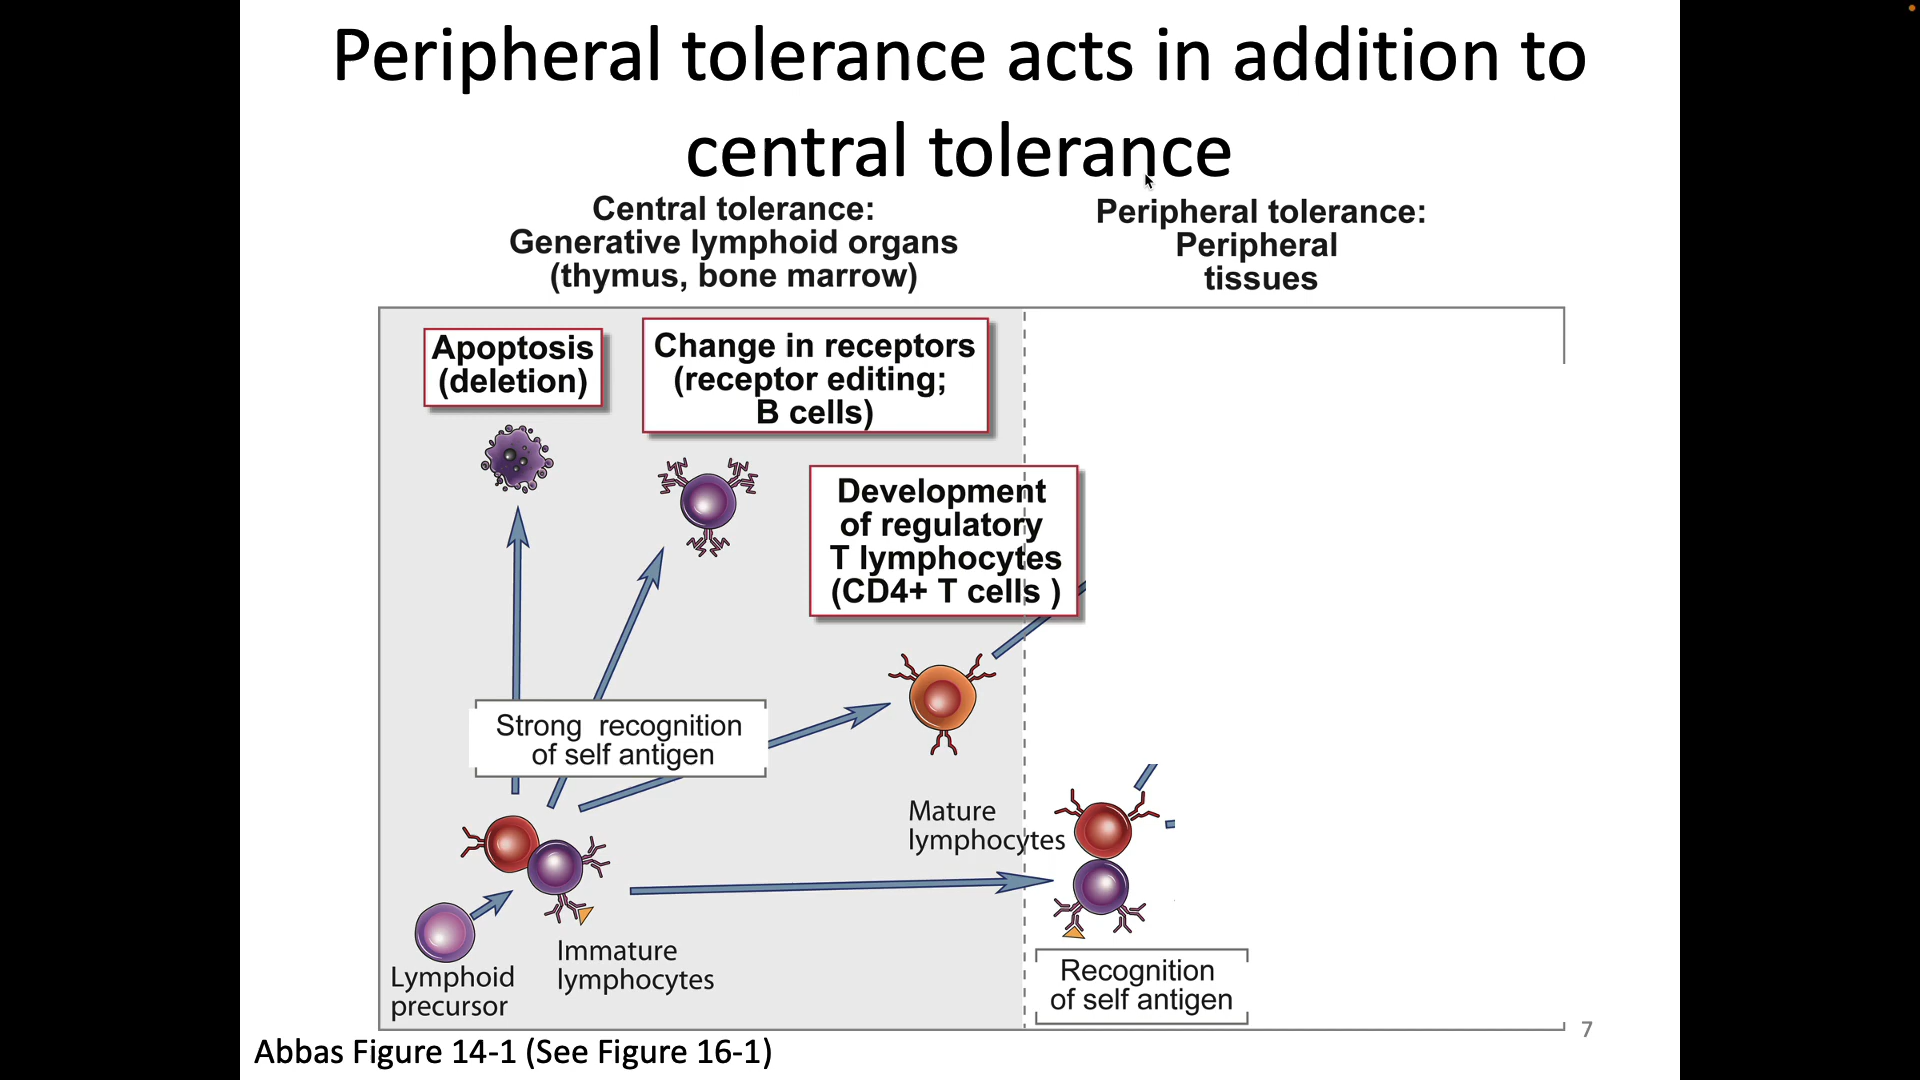 Peripheral tolerance acts in addition to
central tolerance
Central tolerance:
Generative lymphoid organs
(thymus, bone marrow)
Peripheral tolerance:
Peripheral
tissues
Apoptosis
(deletion)
Change in receptors
(receptor editing;
B cells)
Development
of regulatory
T lymphocytes
(CD4+ T cells )
Strong recognition
of self antigen
Mature
lymphocytes
Immature
lymphocytes
Lymphoid
precursor
Recognition
of self antigen
7
Abbas Figure 14-1 (See Figure 16-1)